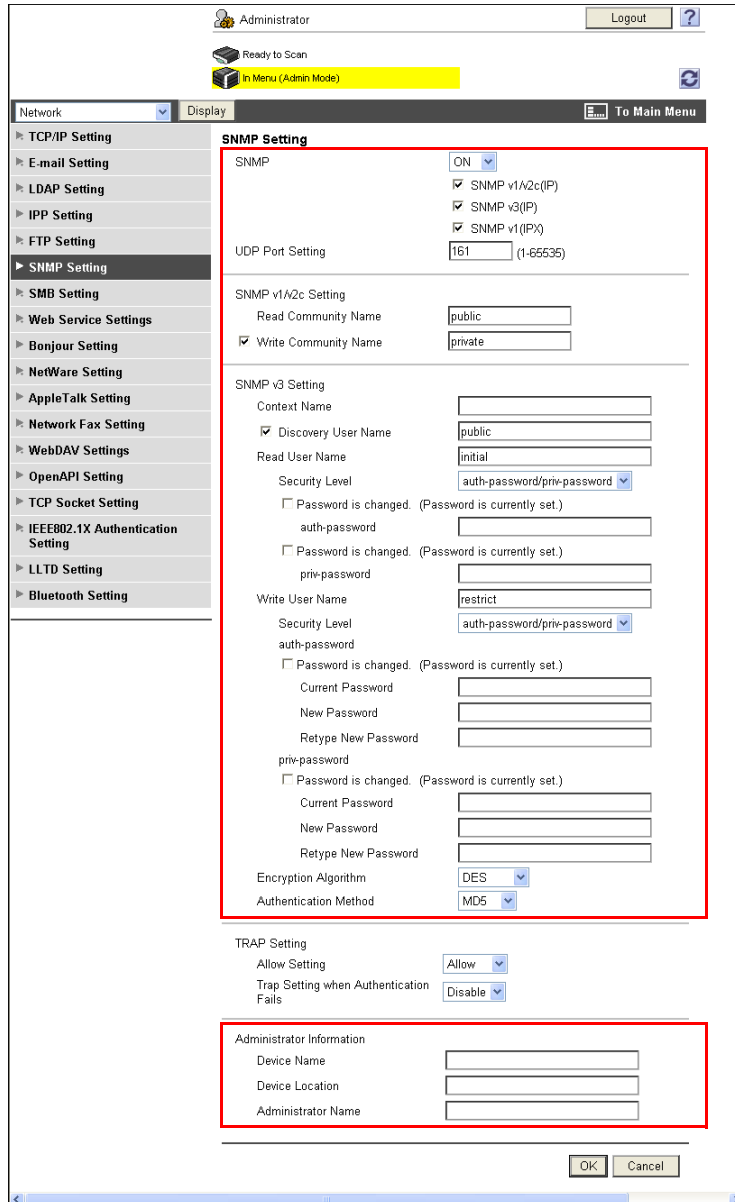 Administrator
Logout
?
Ready to Scan
In Menu (Admin Mode)
Network
Display
To Main Menu
TCP/IP Setting
E-mail Setting
LDAP Setting
IPP Setting
FTP Setting
SNMP Setting
SMB Setting
Web Service Settings
Bonjour Setting
NetWare Setting
AppleTalk Setting
Network Fax Setting
WebDAV Settings
OpenAPI Setting
TCP Socket Setting
IEEE802.1X Authentication
Setting
LLTD Setting
Bluetooth Setting
SNMP Setting
SNMP ON
SNMP v1/v2c(IP)
SNMP v3(IP)
SNMP v1(IPX)
UDP Port Setting 161 (1-65535)
SNMP v1/v2c Setting
Read Community Name public
Write Community Name private
SNMP v3 Setting
Context Name
Discovery User Name public
Read User Name initial
Security Level auth-password/priv-password
Password is changed. (Password is currently set.)
auth-password
Password is changed. (Password is currently set.)
priv-password
Write User Name restrict
Security Level auth-password/priv-password
auth-password
Password is changed. (Password is currently set.)
Current Password
New Password
Retype New Password
priv-password
Password is changed. (Password is currently set.)
Current Password
New Password
Retype New Password
Encryption Algorithm DES
Authentication Method MD5
TRAP Setting
Allow Setting Allow
Trap Setting when Authentication
Fails Disable
Administrator Information
Device Name
Device Location
Administrator Name
OK Cancel